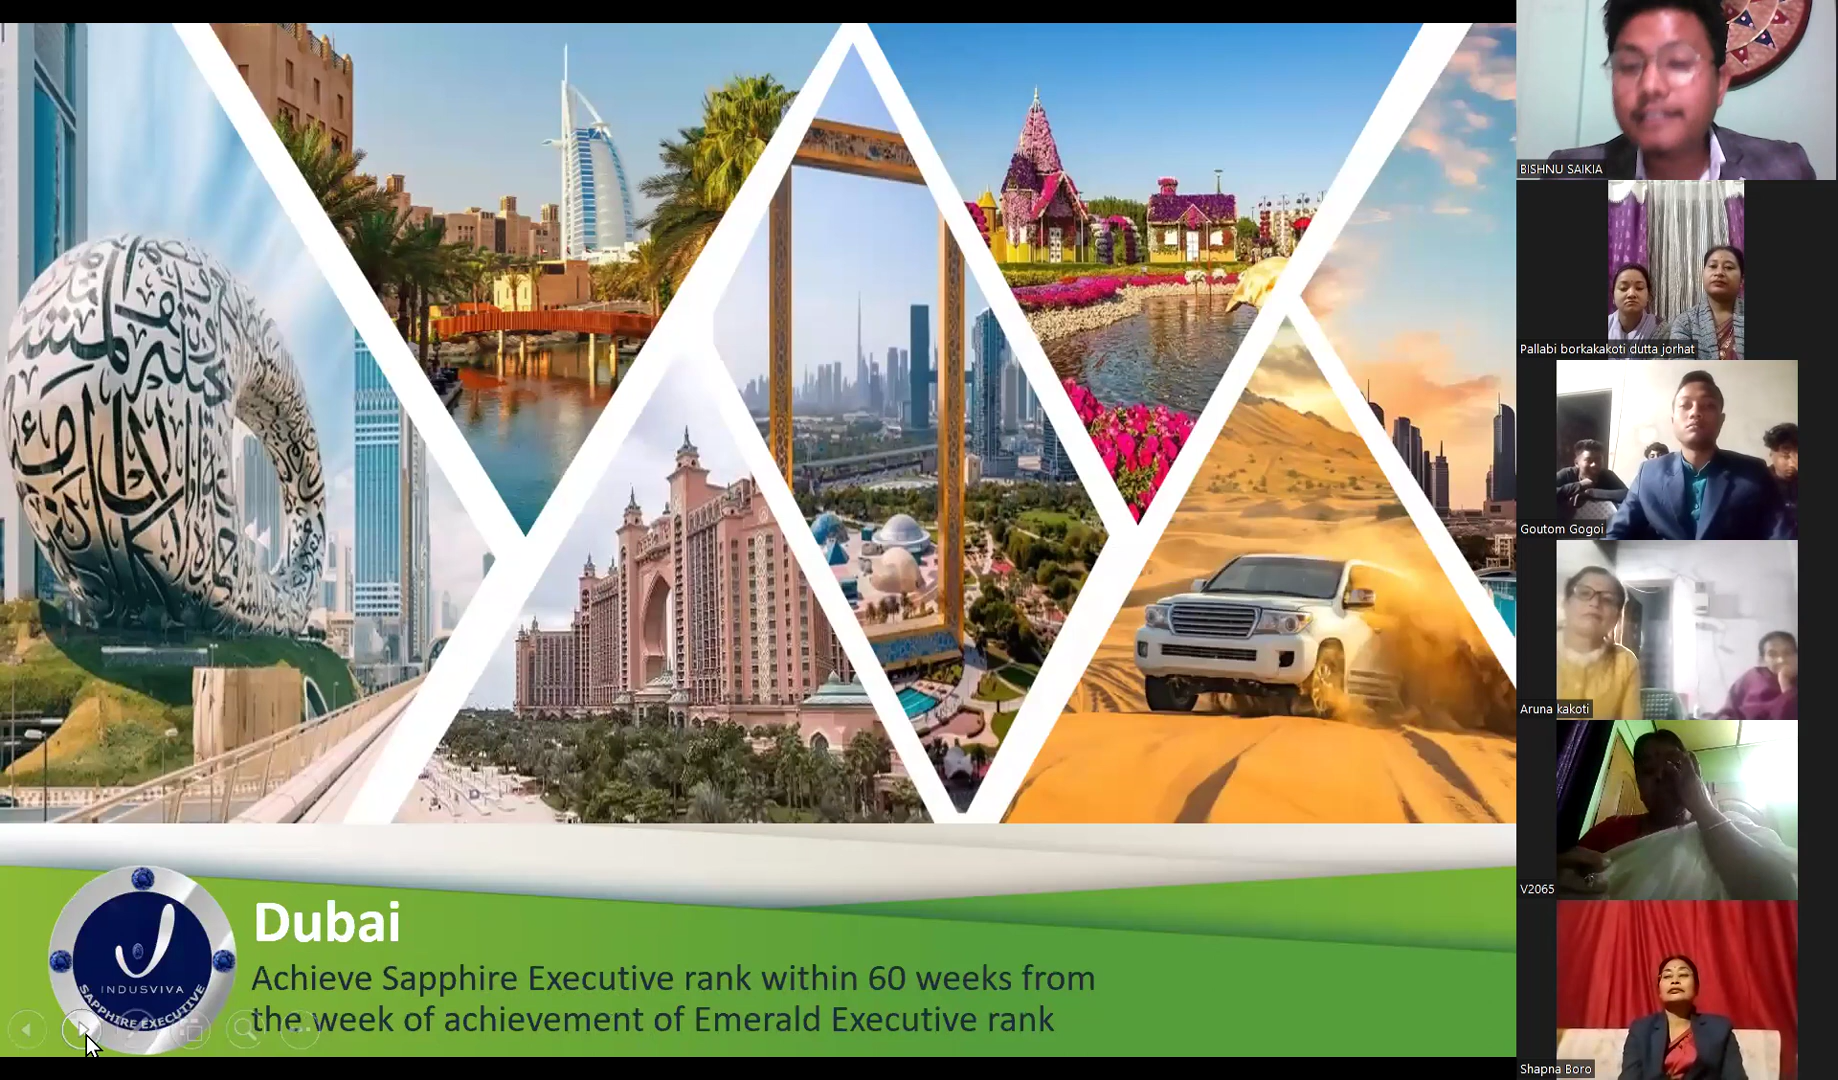 Dubai
Achieve Sapphire Executive rank within 60 weeks from
the week of achievement of Emerald Executive rank
INDUSVIVA
SAPPHIRE EXECUTIVE
BISHNU SAIKIA
Pallabi borkakakoti dutta jorhat
Goutom Gogoi
Aruna kakoti
V2065
Shapna Boro